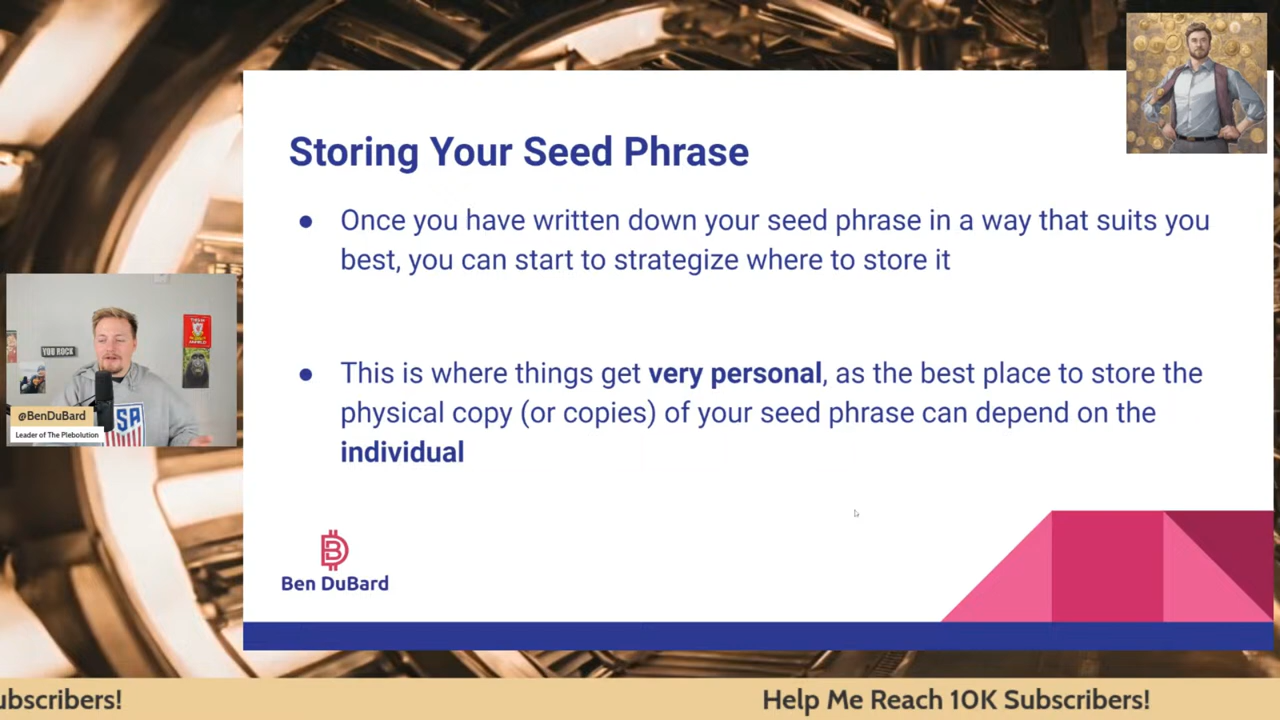 Storing Your Seed Phrase
● Once you have written down your seed phrase in a way that suits you
best, you can start to strategize where to store it
● This is where things get very personal, as the best place to store the
physical copy (or copies) of your seed phrase can depend on the
individual
YOU ROCK
SA
@BenDuBard
Leader of The Plebolution
Ben DuBard
ubscribers!
Help Me Reach 10K Subscribers!